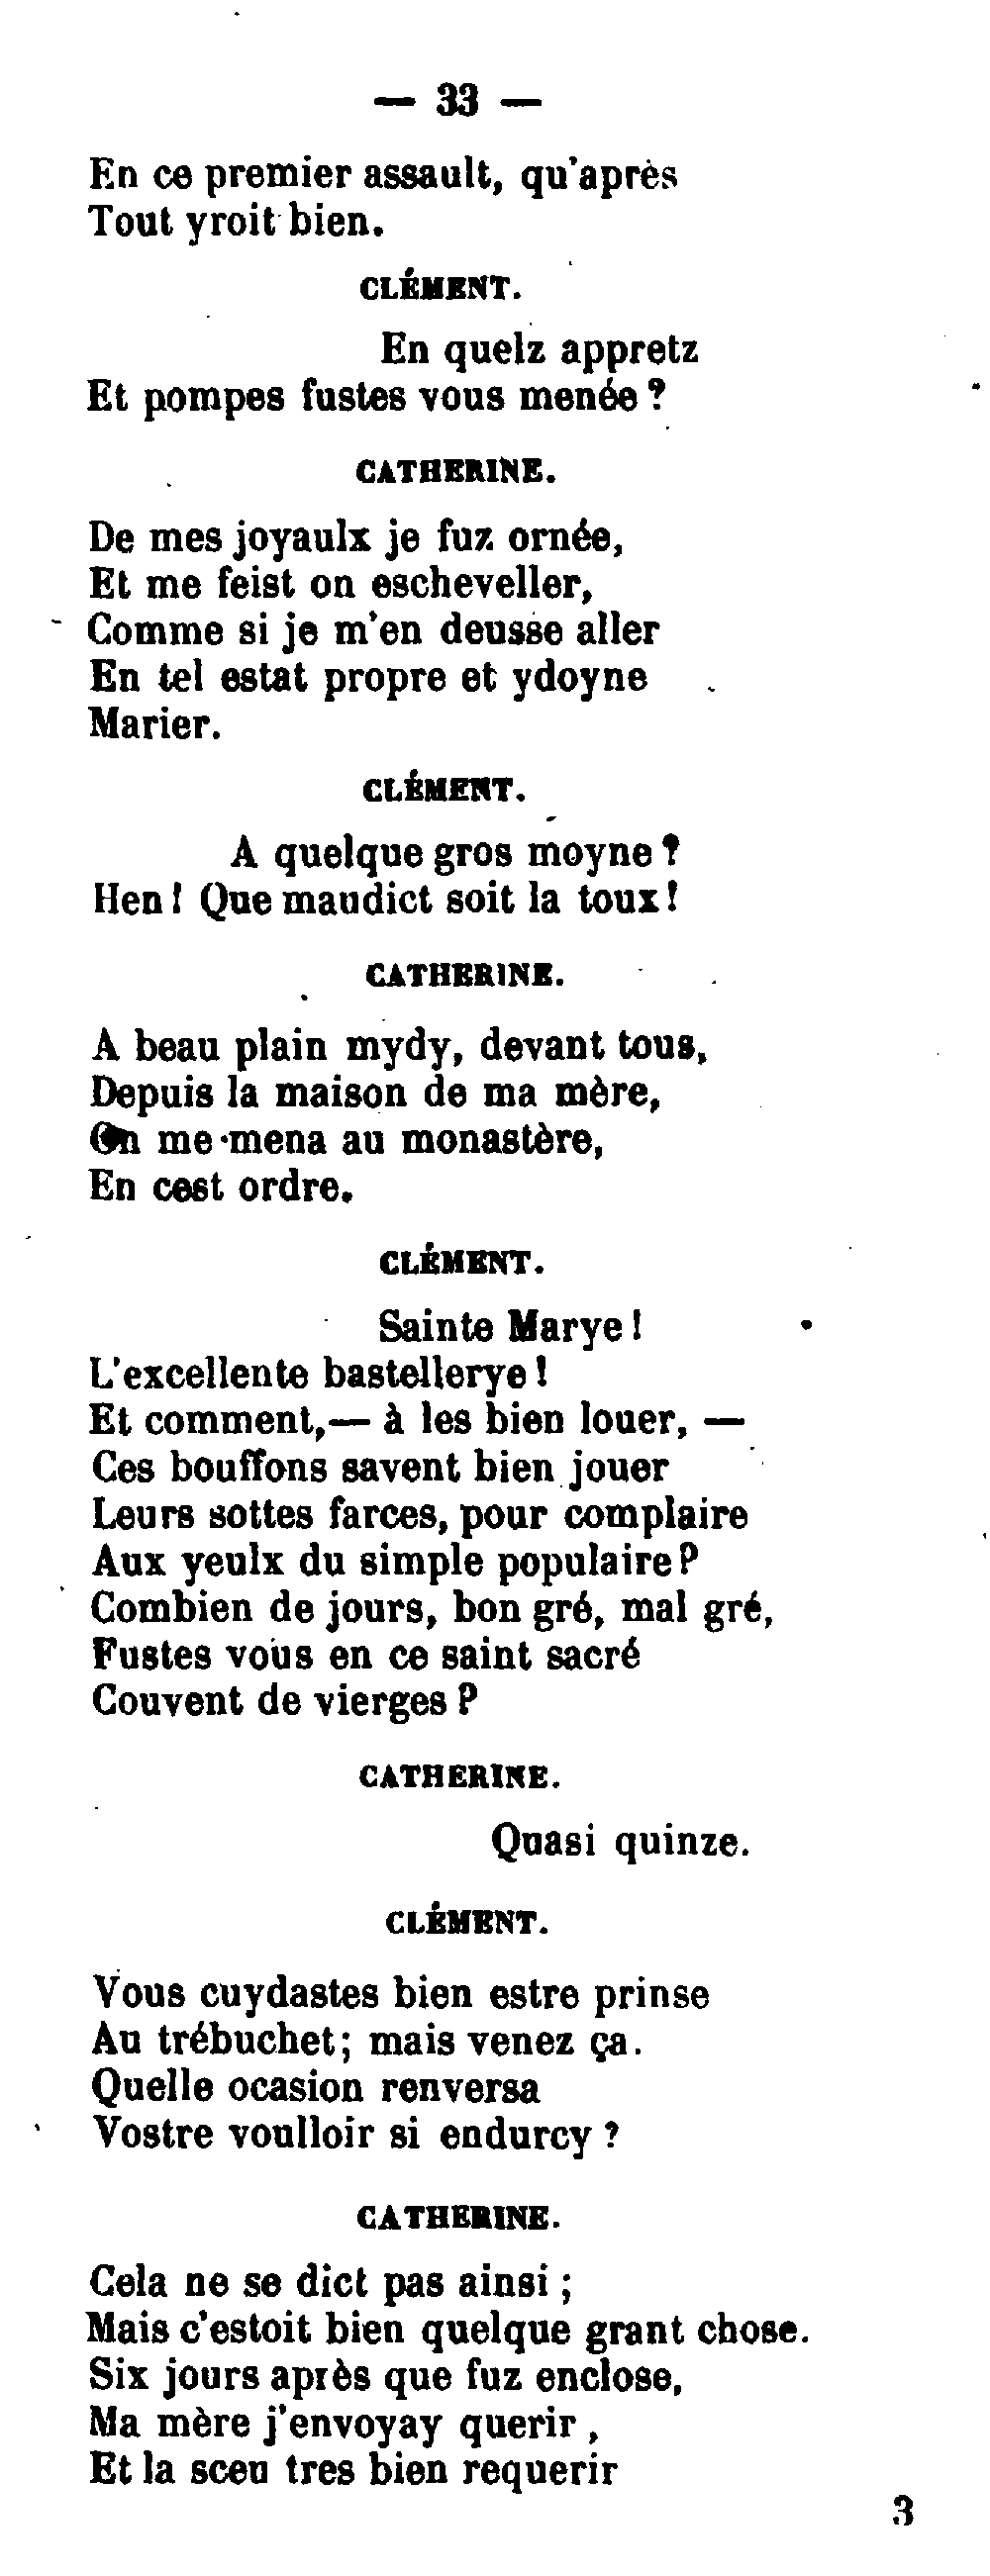 — 33 —
En ce premier assault, qu'après
Tout yroit bien.
CLÉMENT.
En quelz appretz
Et pompes fustes vous menée ?
CATHERINE.
De mes joyaulx je fuz ornée,
Et me feist on escheveller,
Comme si je m'en deusse aller
En tel estat propre et ydoyne
Marier.
CLÉMENT.
A quelque gros moyne ?
Hen ! Que maudict soit la toux !
CATHERINE.
A beau plain mydy, devant tous,
Depuis la maison de ma mère,
On me mena au monastère,
En cest ordre.
CLÉMENT.
Sainte Marye !
L'excellente bastellerye !
Et comment,— à les bien louer, —
Ces bouffons savent bien jouer
Leurs sottes farces, pour complaire
Aux yeulx du simple populaire ?
Combien de jours, bon gré, mal gré,
Fustes vous en ce saint sacré
Couvent de vierges ?
CATHERINE.
Quasi quinze.
CLÉMENT.
Vous cuydastes bien estre prinse
Au trébuchet; mais venez ça.
Quelle ocasion renversa
Vostre voulloir si endurcy ?
CATHERINE.
Cela ne se dict pas ainsi ;
Mais c'estoit bien quelque grant chose.
Six jours après que fuz enclose,
Ma mère j'envoyay querir ,
Et la sceu tres bien requerir
3